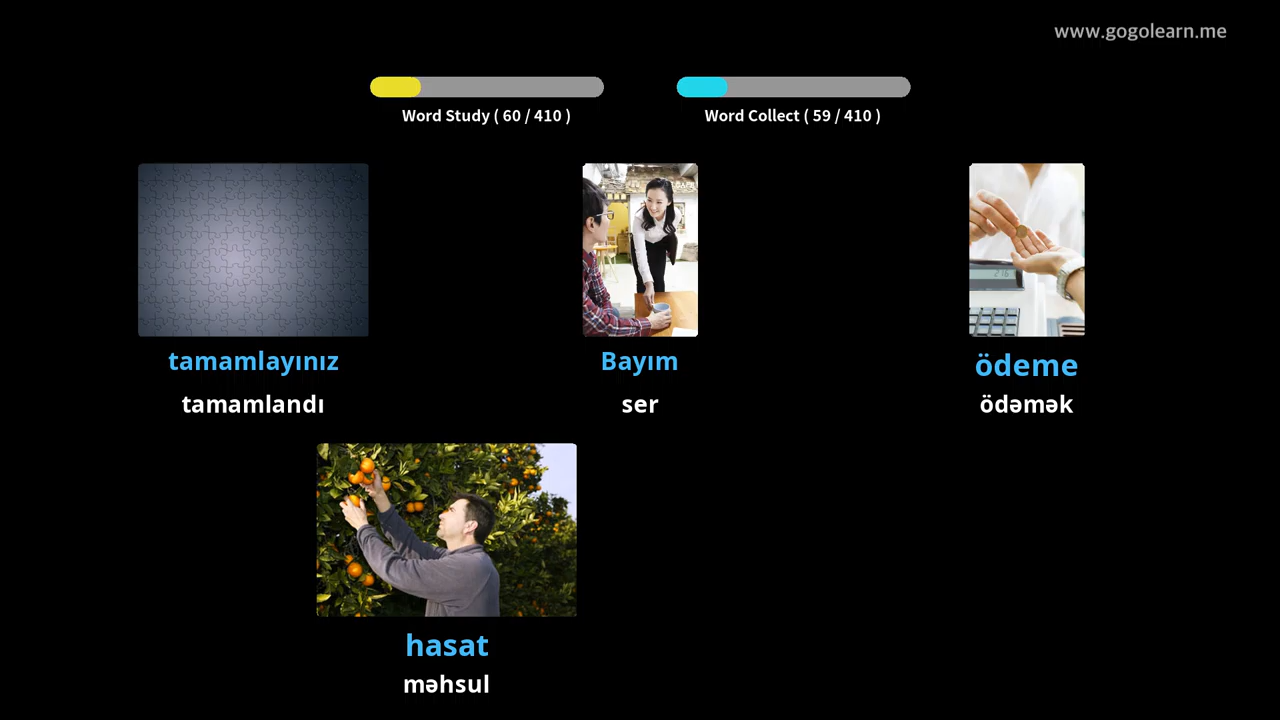 www.gogolearn.me
Word Study ( 60 / 410 )
Word Collect ( 59 / 410 )
tamamlayınız
tamamlandı
Bayım
ser
ödeme
ödəmək
hasat
məhsul